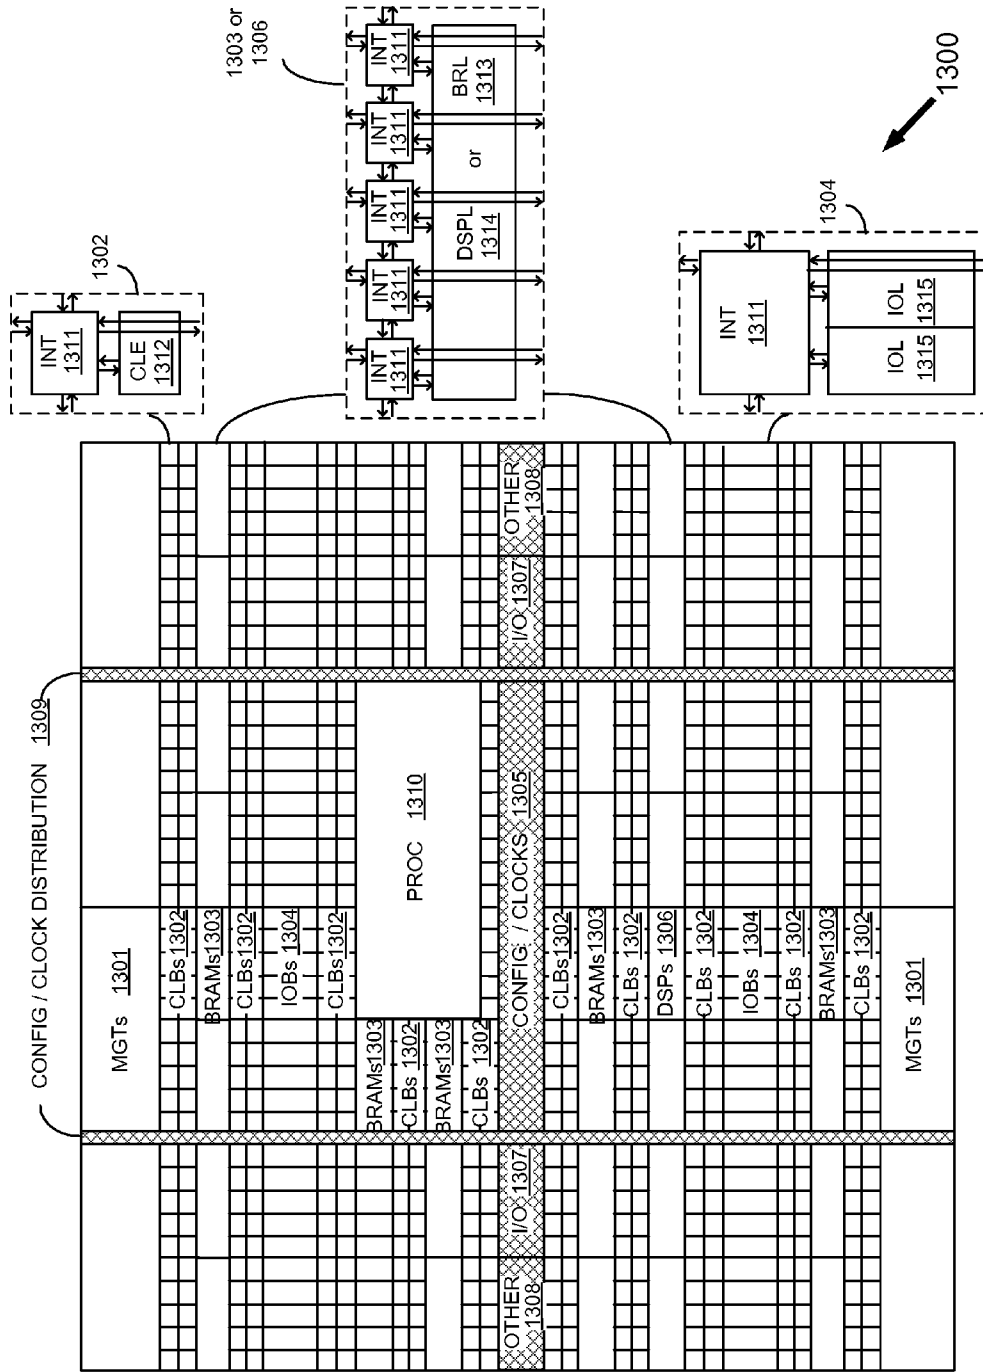 CONFIG / CLOCK DISTRIBUTION 1309
MGTs 1301
CLBs 1302
BRAMs 1303
CLBs 1302
IOBs 1304
CLBs 1302
BRAMs 1303
CLBs 1302
BRAMs 1303
CLBs 1302
PROC 1310
OTHER
1308
I/O 1307
CONFIG / CLOCKS 1305
I/O 1307
OTHER
1308
CLBs 1302
BRAMs 1303
CLBs 1302
DSPs 1306
CLBs 1302
IOBs 1304
CLBs 1302
BRAMs 1303
CLBs 1302
MGTs 1301
1302
INT
1311
CLE
1312
1303 or
1306
INT
1311
INT
1311
INT
1311
INT
1311
INT
1311
DSPL
1314
or
BRL
1313
1304
INT
1311
IOL
1315
IOL
1315
1300